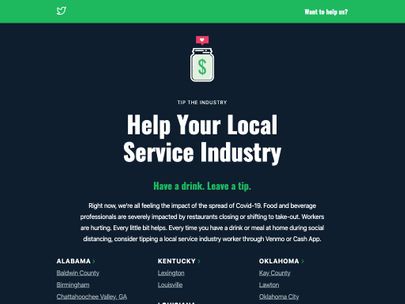 Want to help us?
$
TIP THE INDUSTRY
Help Your Local
Service Industry
Have a drink. Leave a tip.
Right now, we're all feeling the impact of the spread of Covid-19. Food and beverage
professionals are severely impacted by restaurants closing or shifting to take-out. Workers
are hurting. Every little bit helps. Every time you have a drink or meal at home during social
distancing, consider tipping a local service industry worker through Venmo or Cash App.
ALABAMA ›
Baldwin County
Birmingham
Chattahoochee Valley, GA
KENTUCKY ›
Lexington
Louisville
OKLAHOMA ›
Kay County
Lawton
Oklahoma City